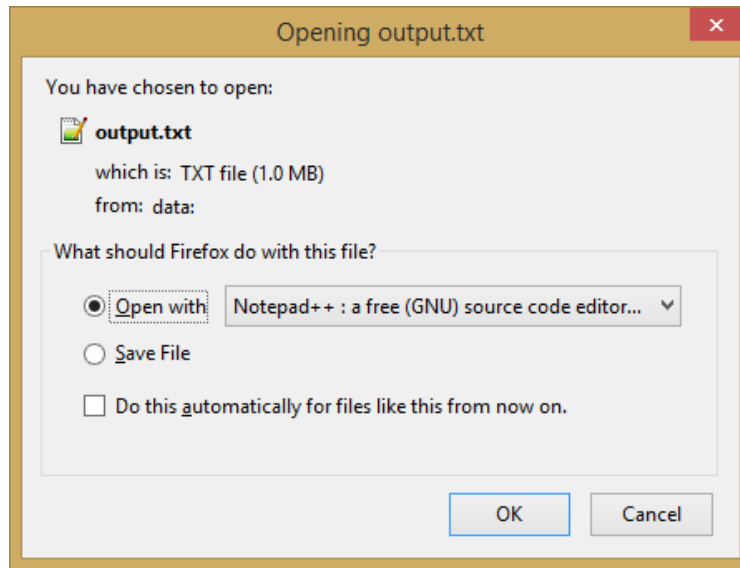 Opening output.txt
You have chosen to open:
output.txt
which is: TXT file (1.0 MB)
from: data:
What should Firefox do with this file?
Open with Notepad++ : a free (GNU) source code editor...
Save File
Do this automatically for files like this from now on.
OK Cancel